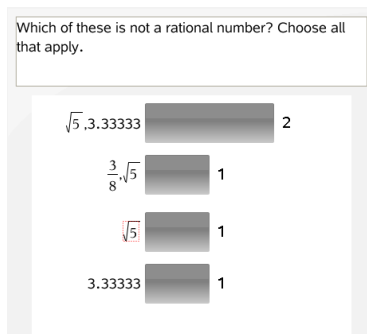 Which of these is not a rational number? Choose all
that apply.
√5,3.33333 2
3/8,√5 1
√5 1
3.33333 1